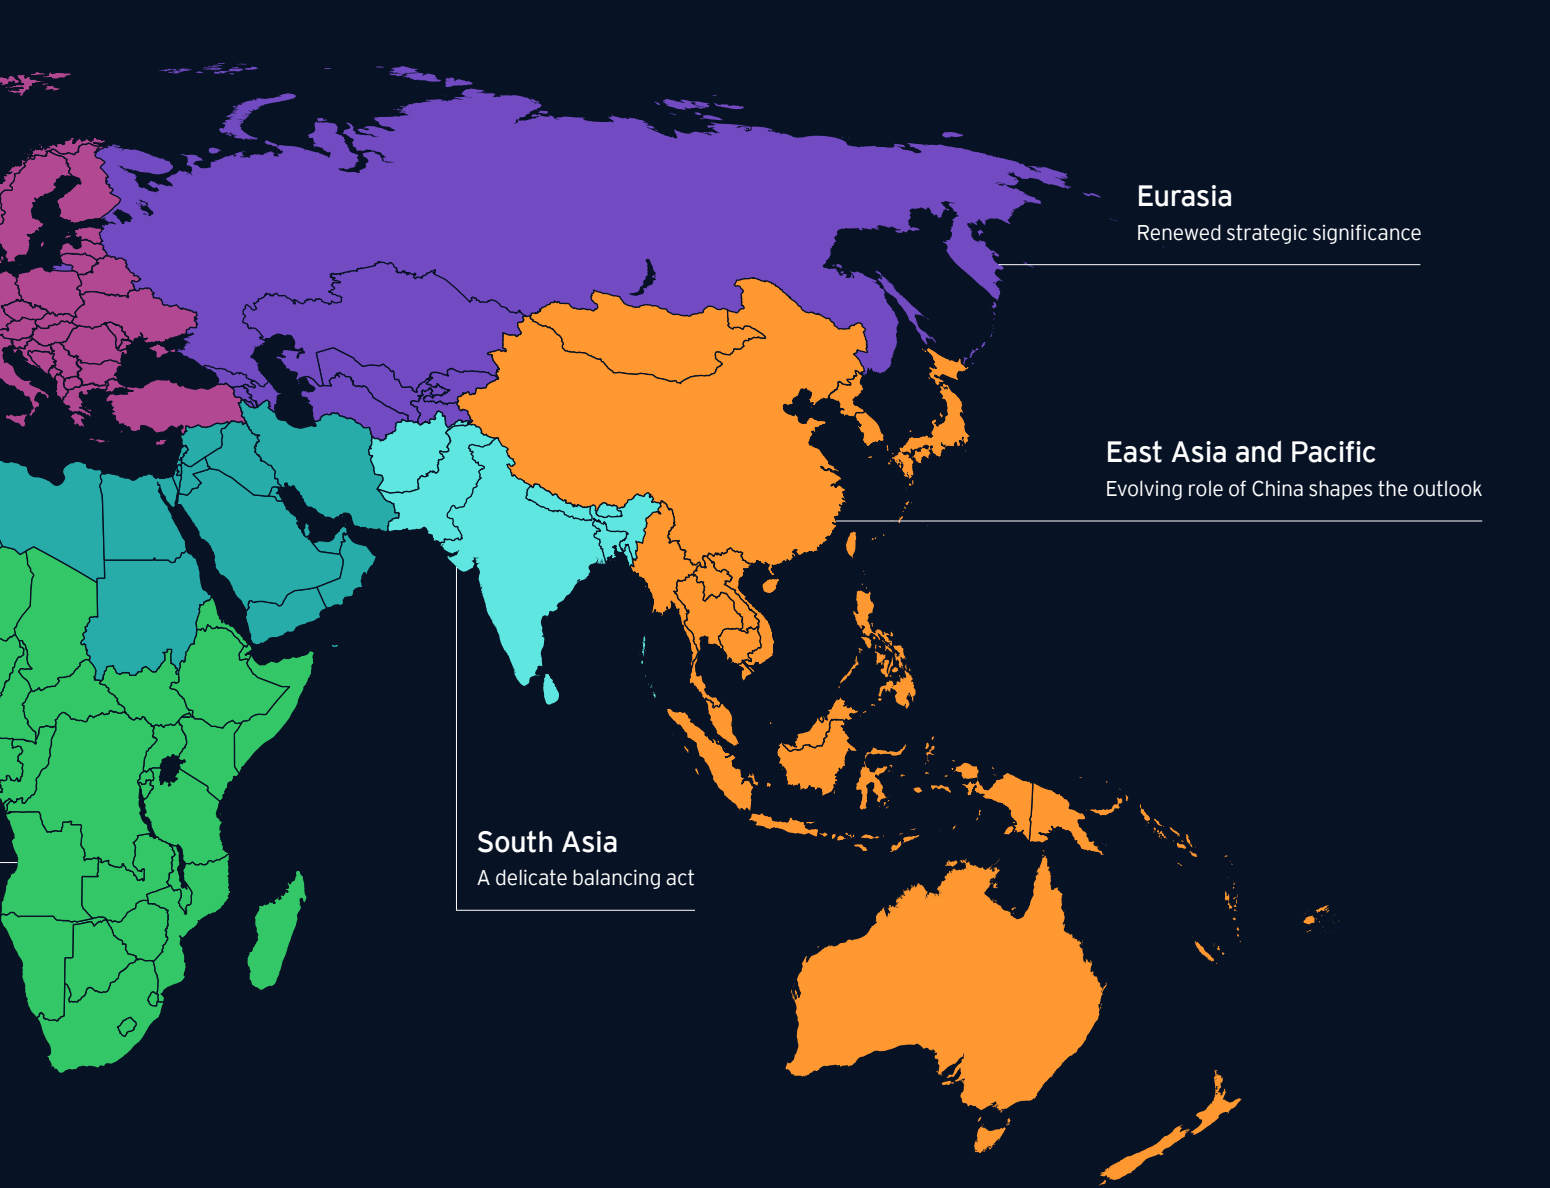 Eurasia
Renewed strategic significance
East Asia and Pacific
Evolving role of China shapes the outlook
South Asia
A delicate balancing act